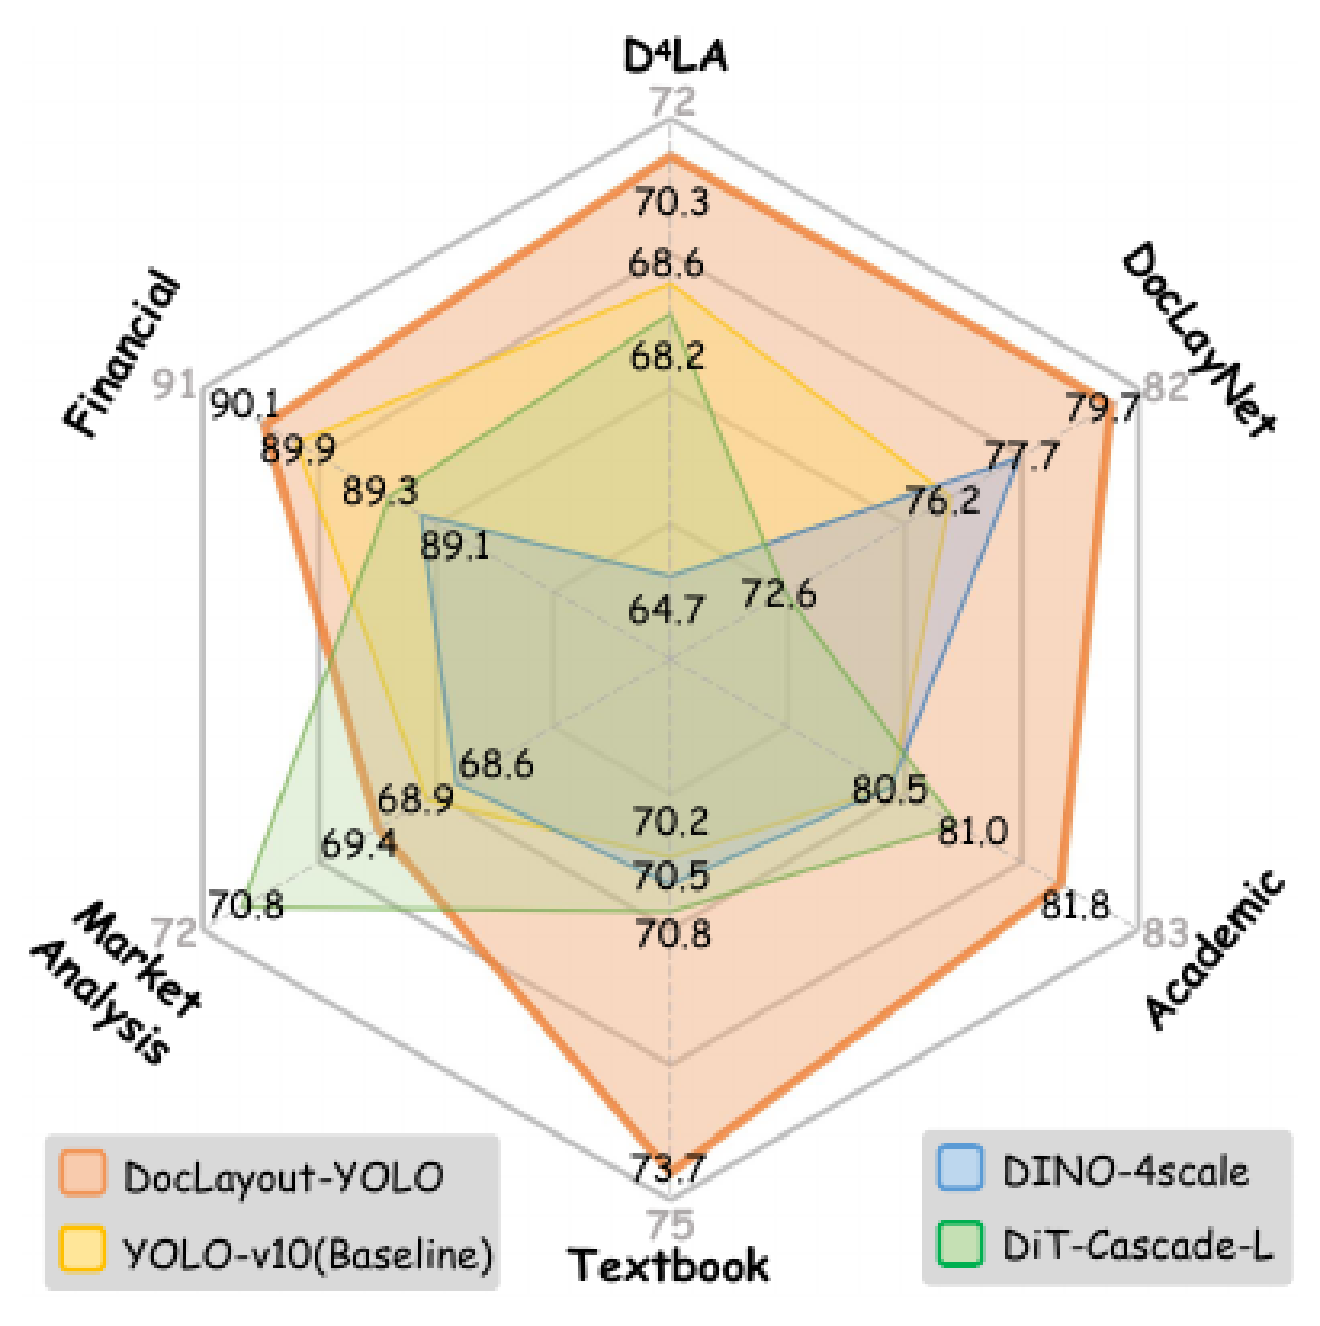 D⁴LA
72
70.3
68.6
68.2
64.7
DocLayNet
82
79.7
77.7
76.2
72.6
Financial
91
90.1
89.9
89.3
89.1
68.6
68.9
69.4
70.8
72
Market
Analysis
70.2
70.5
70.8
73.7
75
Textbook
80.5
81.0
81.8
83
Academic
DocLayout-YOLO
YOLO-v10(Baseline)
DINO-4scale
DiT-Cascade-L